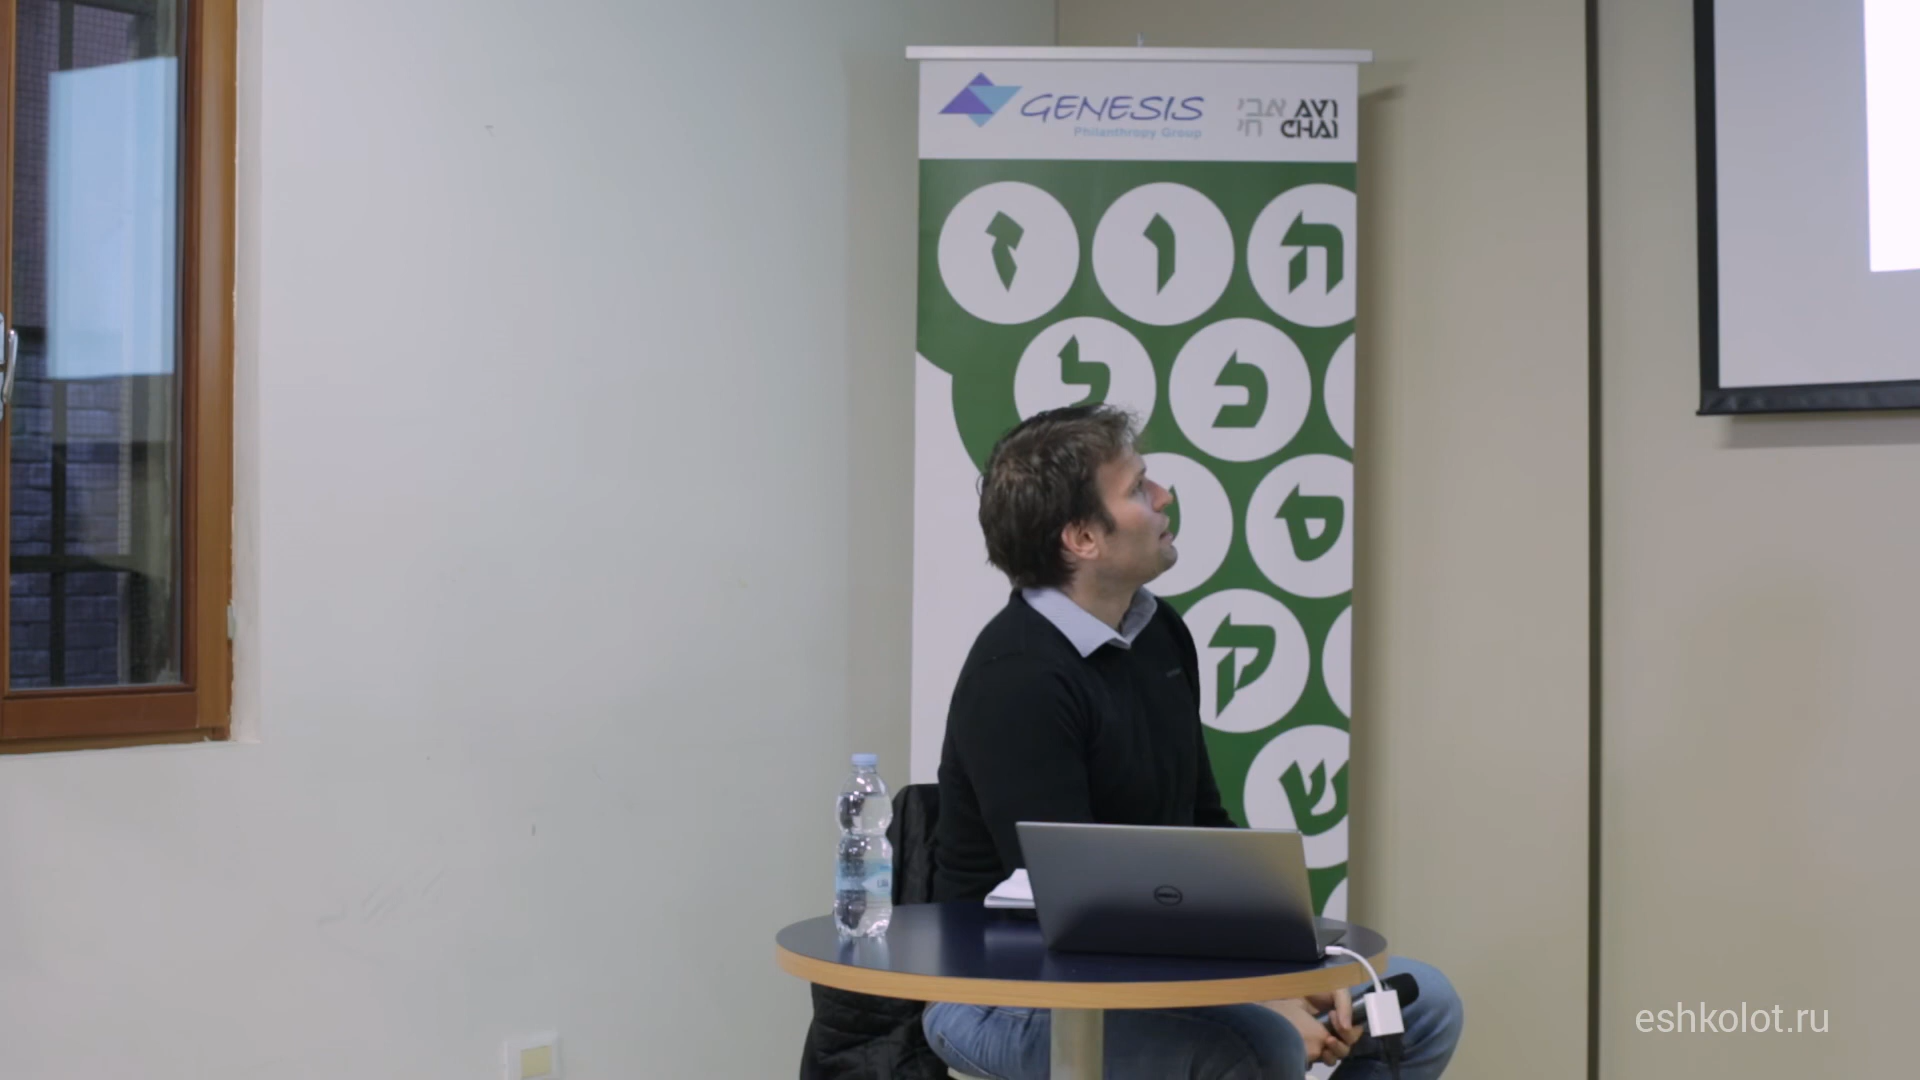 GENESIS
Philanthropy Group
אבי AVI
חי CHAI
ז ו ה
ל כ
ס
ק
ש
DELL
eshkolot.ru